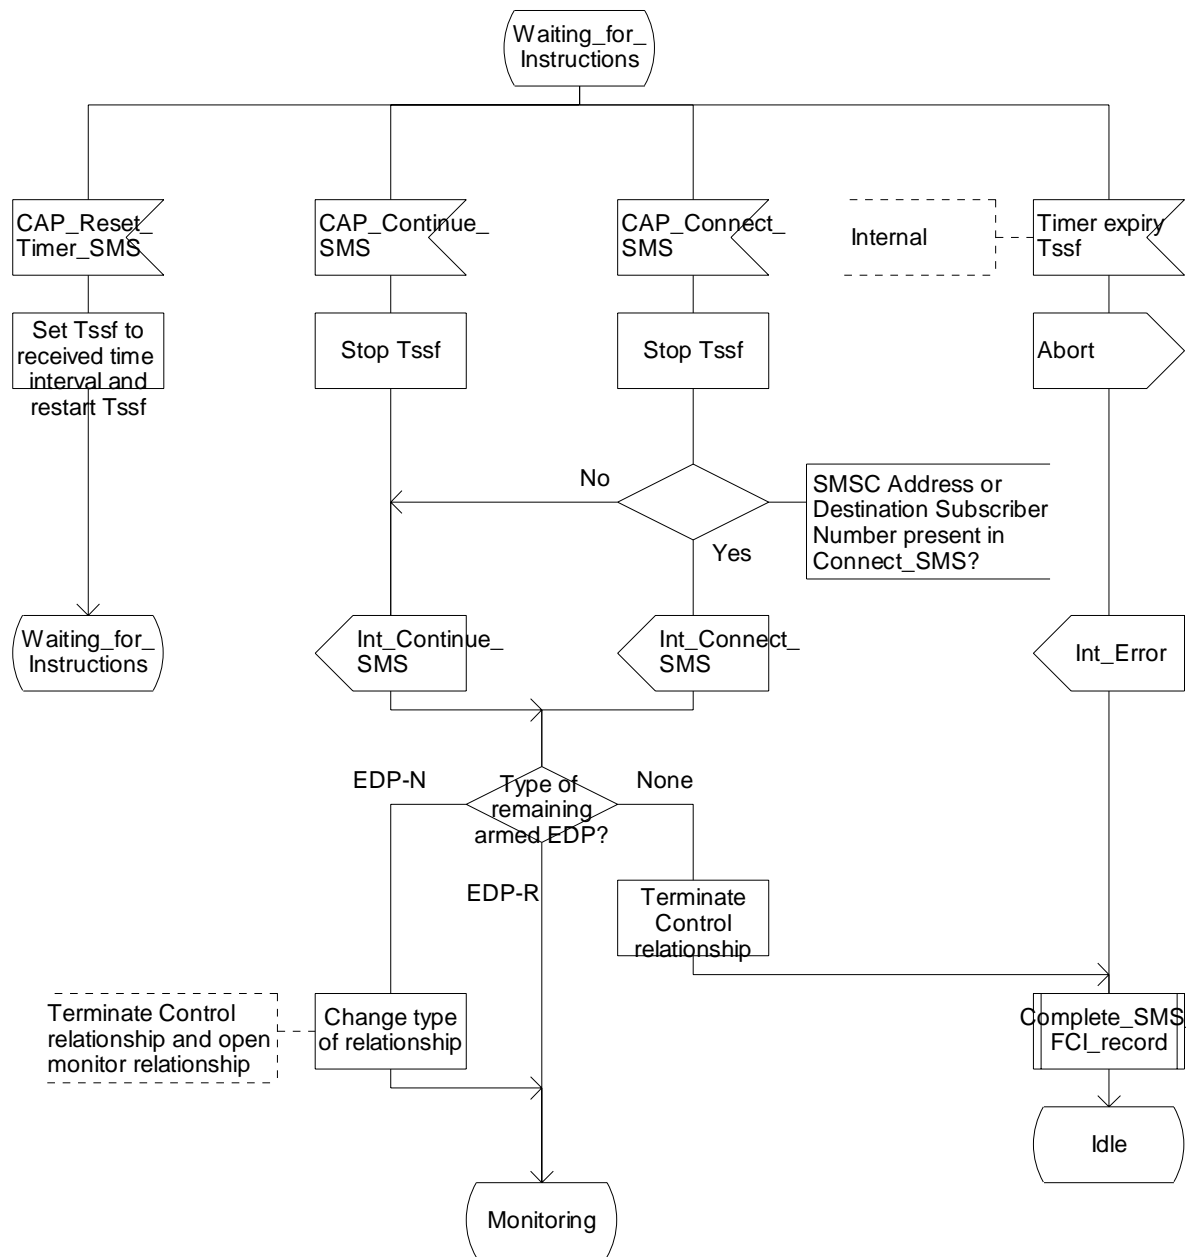 Waiting_for_
Instructions
CAP_Reset_
Timer_SMS
CAP_Continue_
SMS
CAP_Connect_
SMS
Internal
Timer expiry
Tssf
Set Tssf to
received time
interval and
restart Tssf
Stop Tssf
Stop Tssf
Abort
No
Yes
SMSC Address or
Destination Subscriber
Number present in
Connect_SMS?
Waiting_for_
Instructions
Int_Continue_
SMS
Int_Connect_
SMS
Int_Error
EDP-N
Type of
remaining
armed EDP?
None
EDP-R
Terminate
Control
relationship
Terminate Control
relationship and open
monitor relationship
Change type
of relationship
Complete_SMS_
FCI_record
Idle
Monitoring